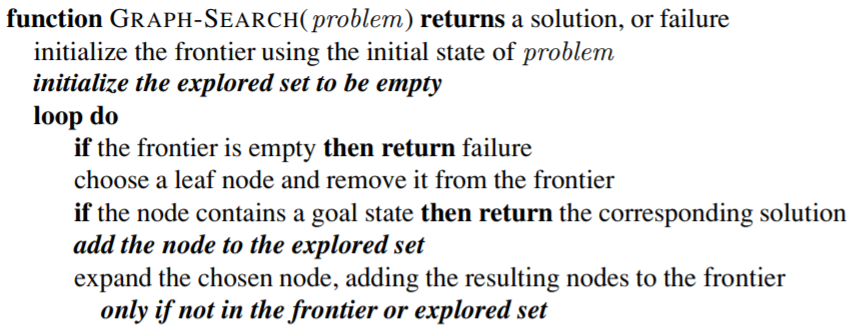 function GRAPH-SEARCH(problem) returns a solution, or failure
initialize the frontier using the initial state of problem
initialize the explored set to be empty
loop do
if the frontier is empty then return failure
choose a leaf node and remove it from the frontier
if the node contains a goal state then return the corresponding solution
add the node to the explored set
expand the chosen node, adding the resulting nodes to the frontier
only if not in the frontier or explored set